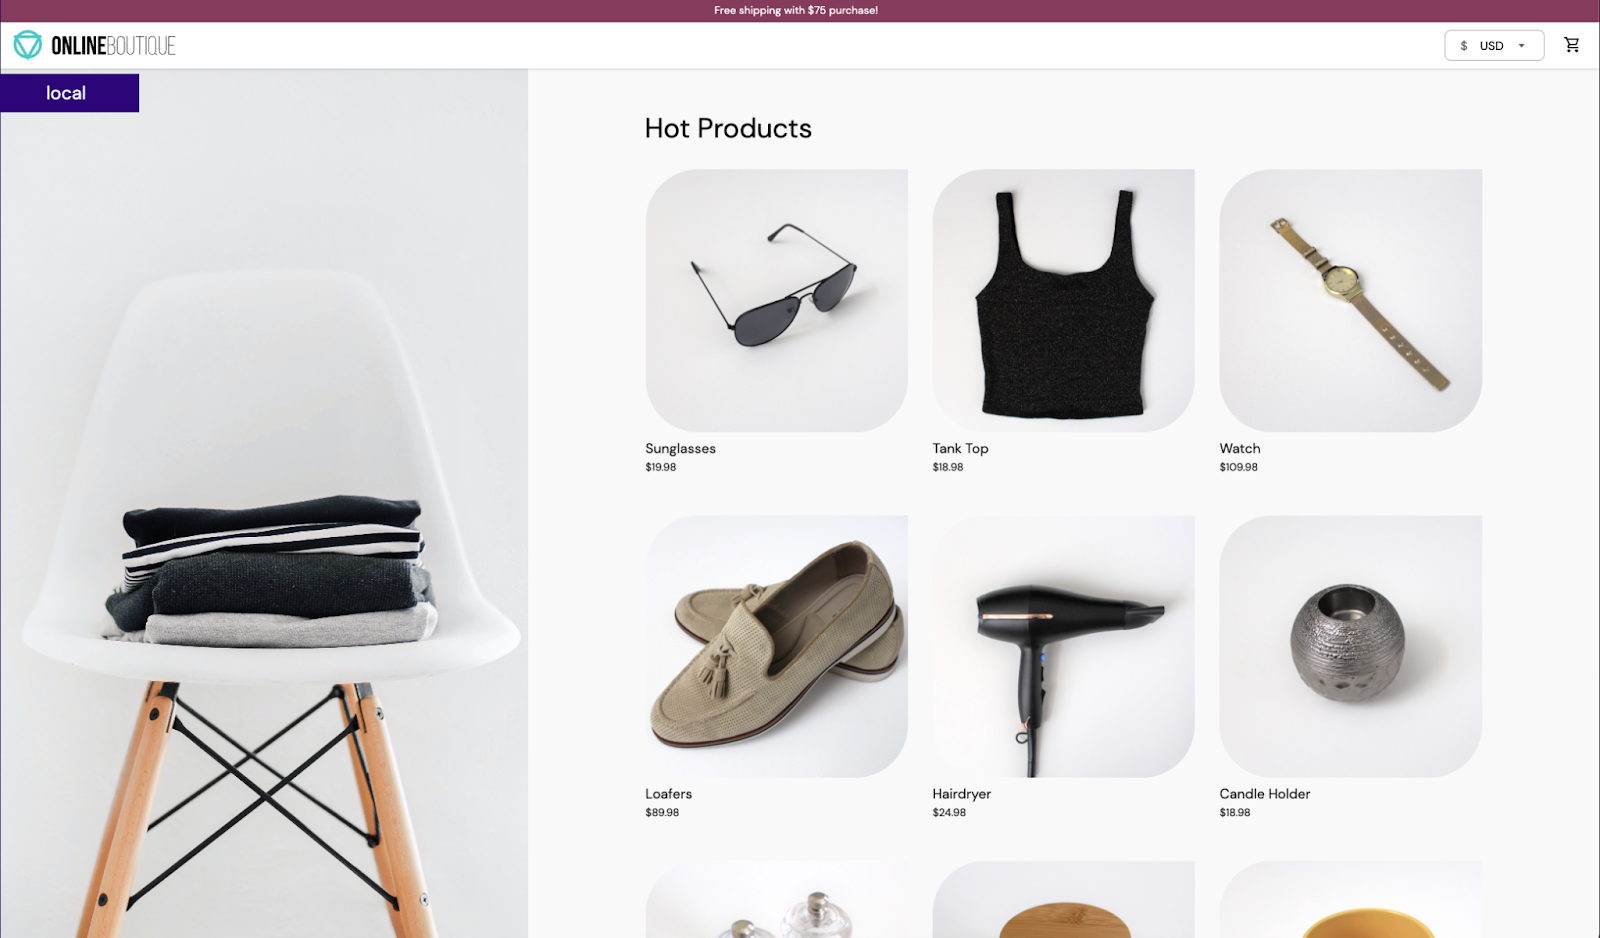 Free shipping with $75 purchase!
ONLINEBOUTIQUE
$ USD
local
Hot Products
Sunglasses
$19.98
Tank Top
$18.98
Watch
$109.98
Loafers
$89.98
Hairdryer
$24.98
Candle Holder
$18.98